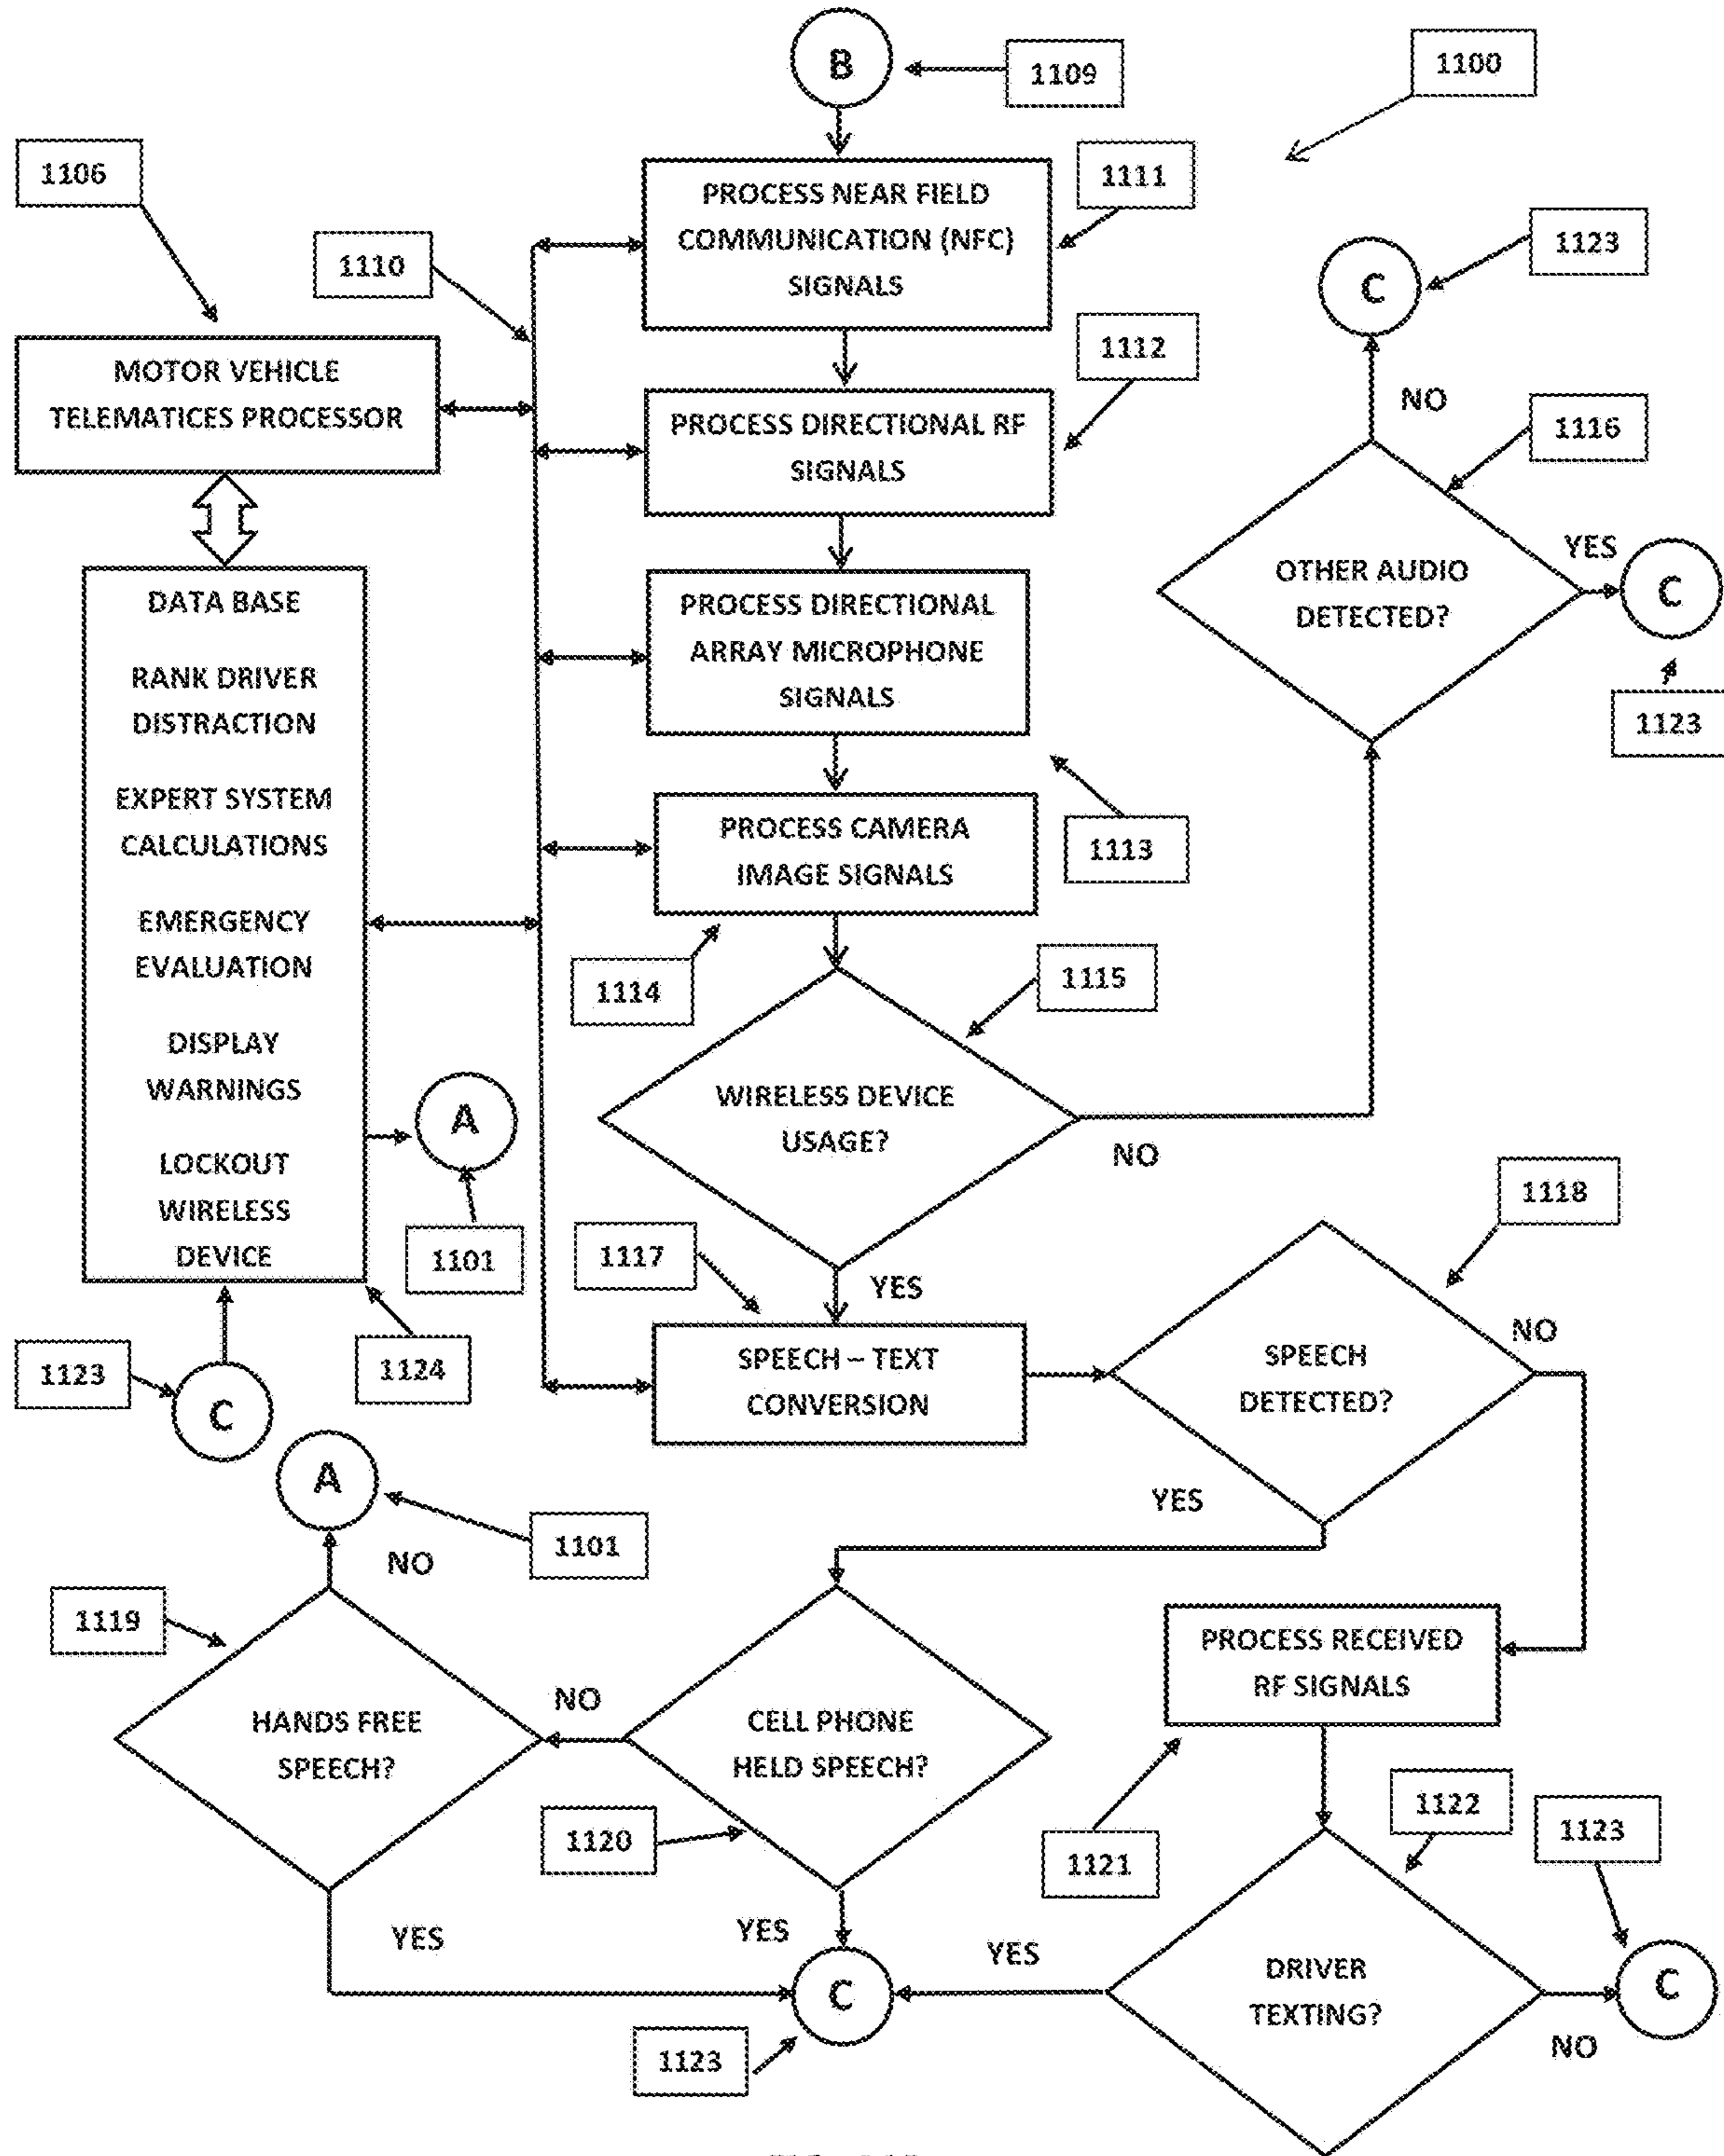 B
1109
1100
1106
1111
PROCESS NEAR FIELD
COMMUNICATION (NFC)
SIGNALS
1110
1123
C
1112
MOTOR VEHICLE
TELEMATICES PROCESSOR
PROCESS DIRECTIONAL RF
SIGNALS
NO
1116
OTHER AUDIO
DETECTED?
YES
C
1123
DATA BASE
RANK DRIVER
DISTRACTION
EXPERT SYSTEM
CALCULATIONS
EMERGENCY
EVALUATION
DISPLAY
WARNINGS
LOCKOUT
WIRELESS
DEVICE
PROCESS DIRECTIONAL
ARRAY MICROPHONE
SIGNALS
1113
PROCESS CAMERA
IMAGE SIGNALS
1114
1115
WIRELESS DEVICE
USAGE?
NO
A
1101
1117
YES
1118
SPEECH – TEXT
CONVERSION
SPEECH
DETECTED?
NO
YES
1123
C
1124
A
1101
NO
1119
HANDS FREE
SPEECH?
NO
CELL PHONE
HELD SPEECH?
1120
PROCESS RECEIVED
RF SIGNALS
1121
1122
1123
YES
YES
C
1123
YES
DRIVER
TEXTING?
C
NO